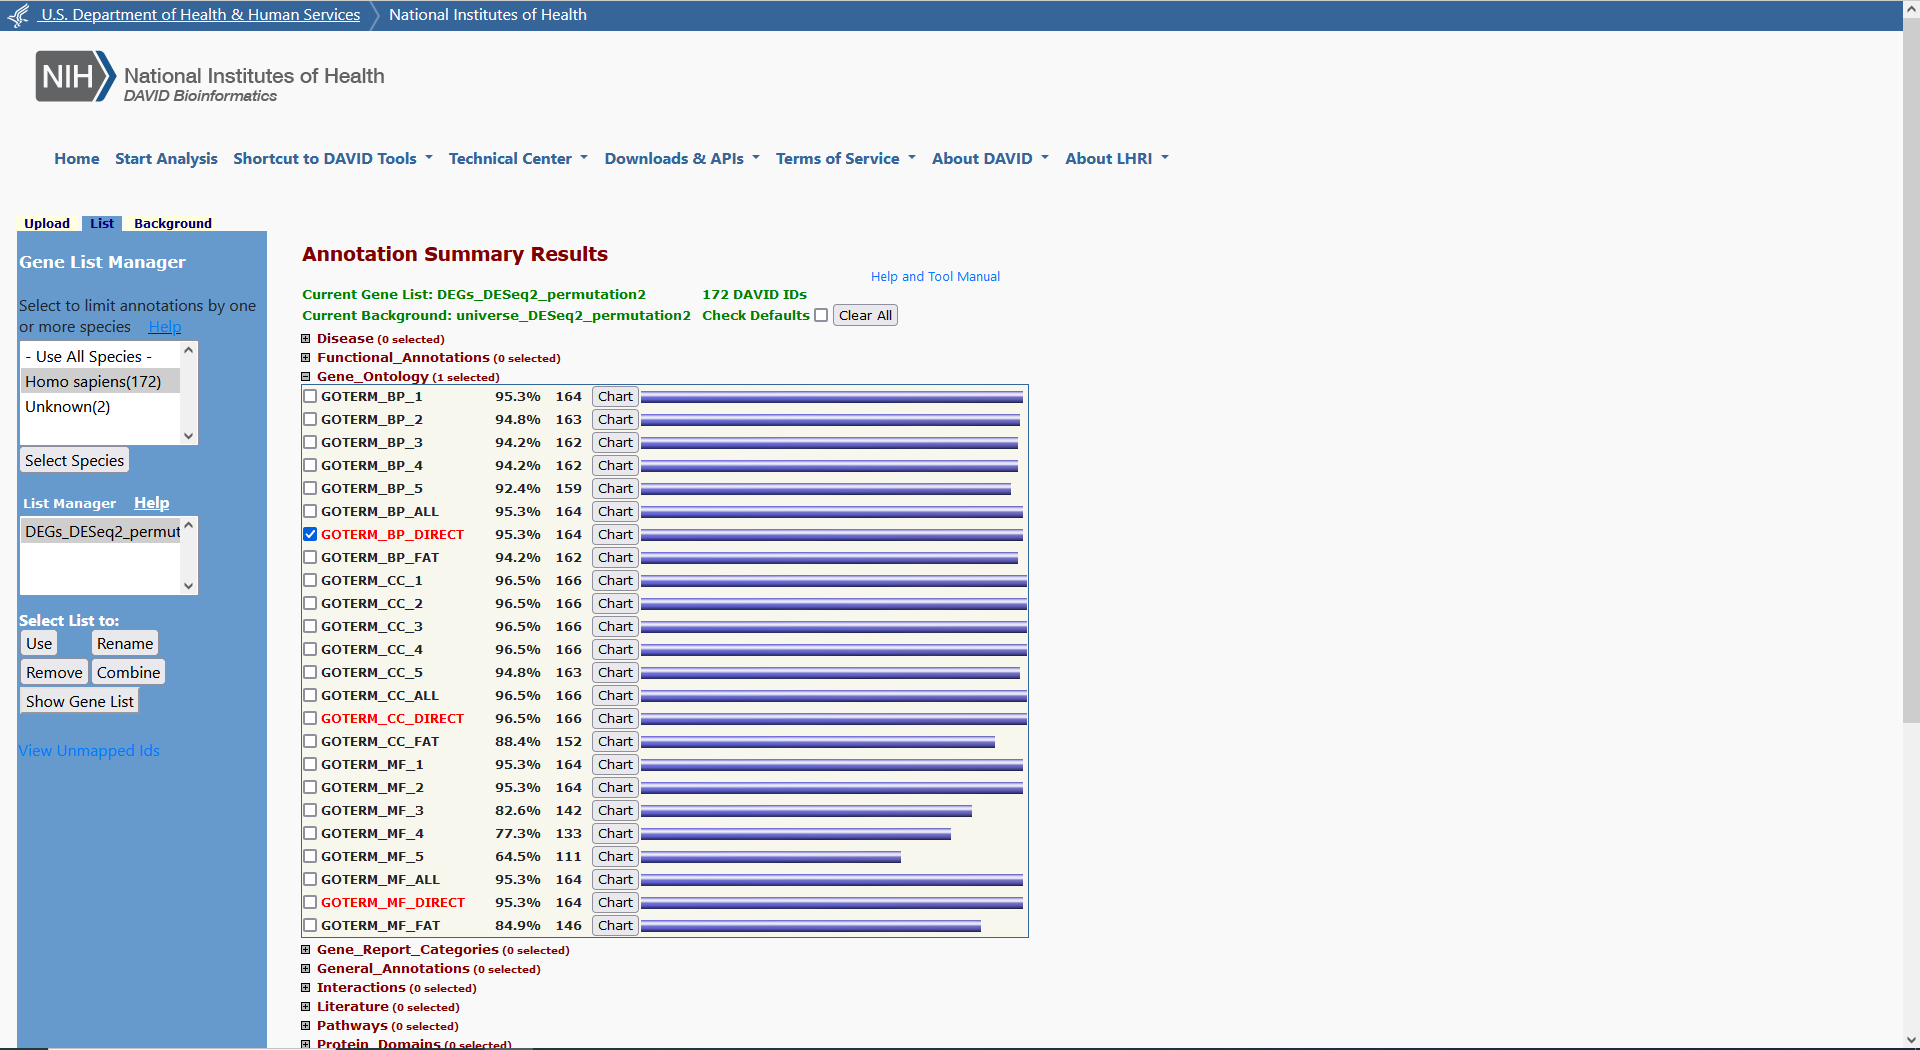 U.S. Department of Health & Human Services National Institutes of Health
NIH National Institutes of Health
DAVID Bioinformatics
Home Start Analysis Shortcut to DAVID Tools Technical Center Downloads & APIs Terms of Service About DAVID About LHRI
Upload List Background
Gene List Manager
Select to limit annotations by one
or more species Help
- Use All Species -
Homo sapiens(172)
Unknown(2)
Select Species
List Manager Help
DEGs_DESeq2_permut
Select List to:
Use Rename
Remove Combine
Show Gene List
View Unmapped Ids
Annotation Summary Results
Help and Tool Manual
Current Gene List: DEGs_DESeq2_permutation2 172 DAVID IDs
Current Background: universe_DESeq2_permutation2 Check Defaults Clear All
Disease (0 selected)
Functional_Annotations (0 selected)
Gene_Ontology (1 selected)
GOTERM_BP_1 95.3% 164 Chart
GOTERM_BP_2 94.8% 163 Chart
GOTERM_BP_3 94.2% 162 Chart
GOTERM_BP_4 94.2% 162 Chart
GOTERM_BP_5 92.4% 159 Chart
GOTERM_BP_ALL 95.3% 164 Chart
GOTERM_BP_DIRECT 95.3% 164 Chart
GOTERM_BP_FAT 94.2% 162 Chart
GOTERM_CC_1 96.5% 166 Chart
GOTERM_CC_2 96.5% 166 Chart
GOTERM_CC_3 96.5% 166 Chart
GOTERM_CC_4 96.5% 166 Chart
GOTERM_CC_5 94.8% 163 Chart
GOTERM_CC_ALL 96.5% 166 Chart
GOTERM_CC_DIRECT 96.5% 166 Chart
GOTERM_CC_FAT 88.4% 152 Chart
GOTERM_MF_1 95.3% 164 Chart
GOTERM_MF_2 95.3% 164 Chart
GOTERM_MF_3 82.6% 142 Chart
GOTERM_MF_4 77.3% 133 Chart
GOTERM_MF_5 64.5% 111 Chart
GOTERM_MF_ALL 95.3% 164 Chart
GOTERM_MF_DIRECT 95.3% 164 Chart
GOTERM_MF_FAT 84.9% 146 Chart
Gene_Report_Categories (0 selected)
General_Annotations (0 selected)
Interactions (0 selected)
Literature (0 selected)
Pathways (0 selected)
Protein_Domains (0 selected)